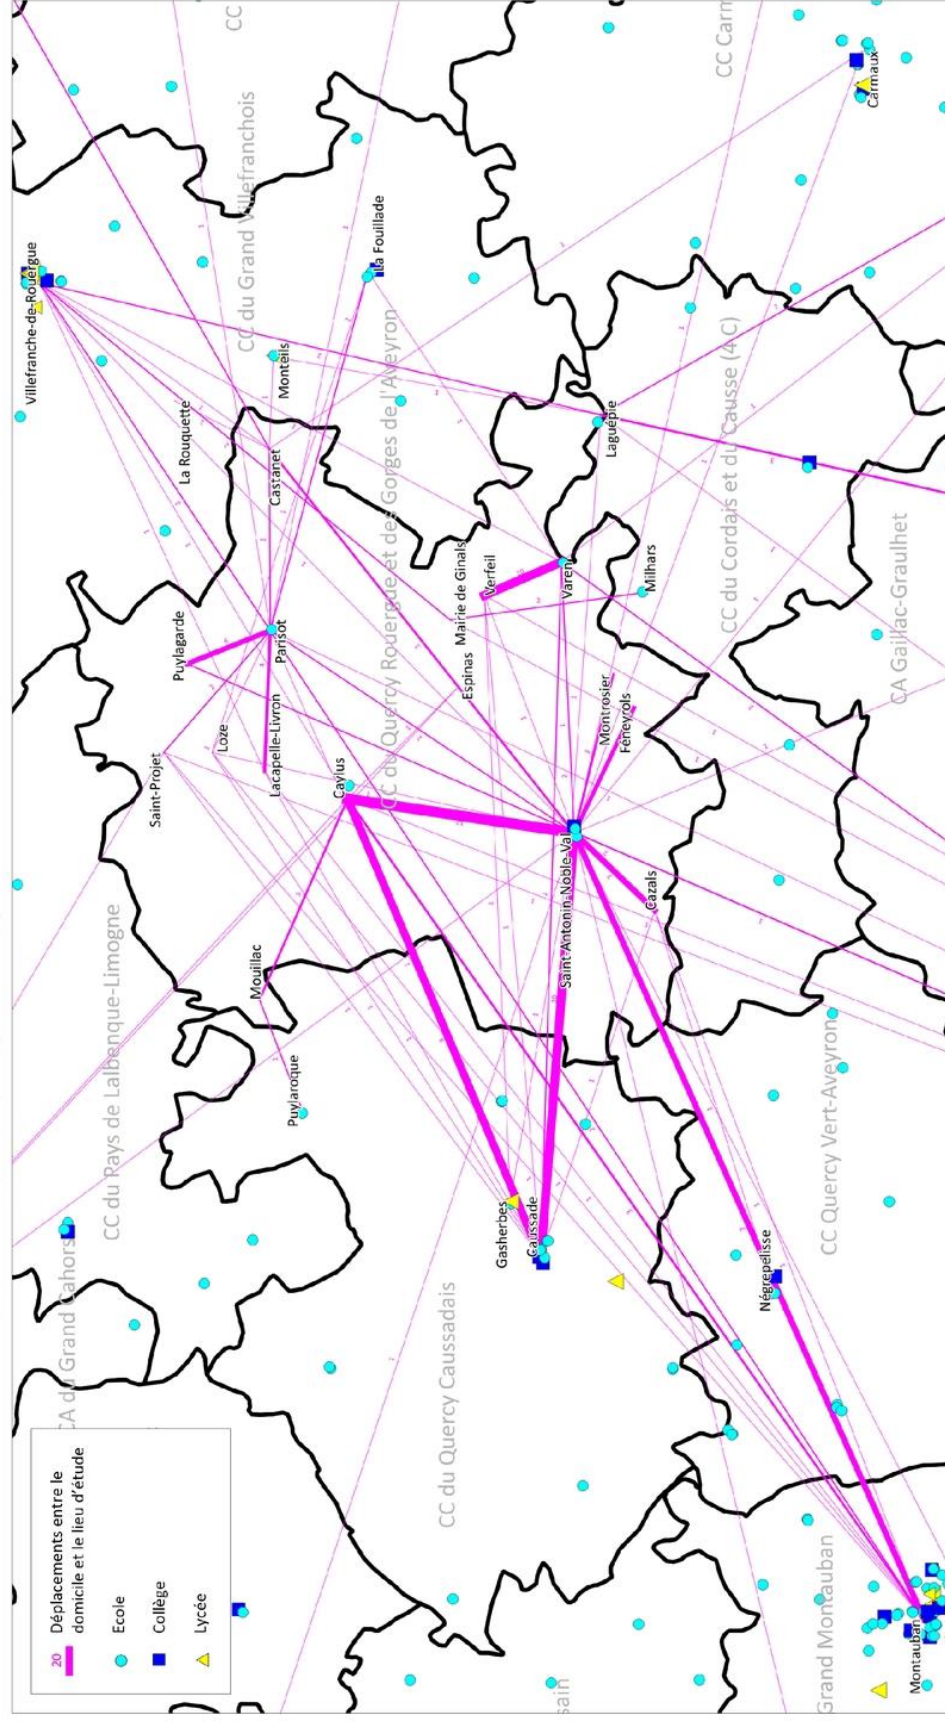 20
Déplacements entre le
domicile et le lieu d'étude
Ecole
Collège
Lycée
CA du Grand Cahors
CC du Pays de Lalbenque-Limogne
CC du Quercy Caussadais
Grand Montauban
CC Quercy Vert-Aveyron
CC du Quercy Rouergue et des Gorges de l'Aveyron
CC du Grand Villefranchois
CC du Cordais et du Causse (4 C)
CA Gaillac-Graulhet
CC
CC Carm
sain
Villefranche-de-Rouergue
La Rouquette
Monteils
La Fouillade
Castanet
Puylagarde
Parisot
Saint-Projet
Loze
Lacapelle-Livron
Caylus
Espinas
Mairie de Ginals
Verfeil
Varen
Laguépie
Milhars
Montrosier
Féneyrols
Saint-Antonin-Noble-Val
Cazals
Mouillac
Puylaroque
Gasherbes
Caussade
Nègrepelisse
Montauban
Carmaux